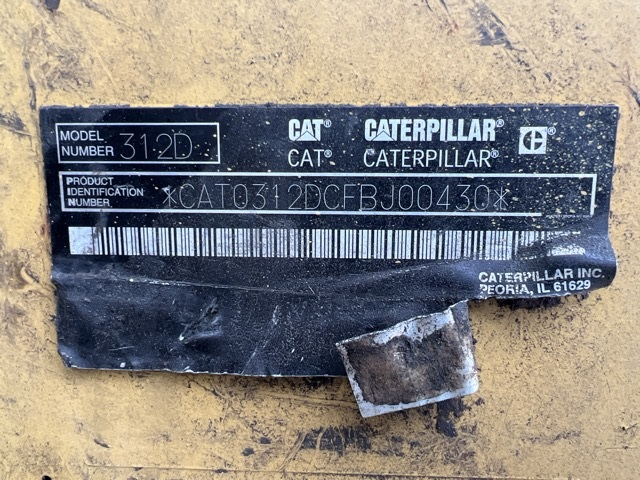 MODEL NUMBER 312D
CAT® CATERPILLAR®
CAT® CATERPILLAR®
PRODUCT IDENTIFICATION NUMBER *CAT0312DCFBJ00430*
CATERPILLAR INC.
PEORIA, IL 61629